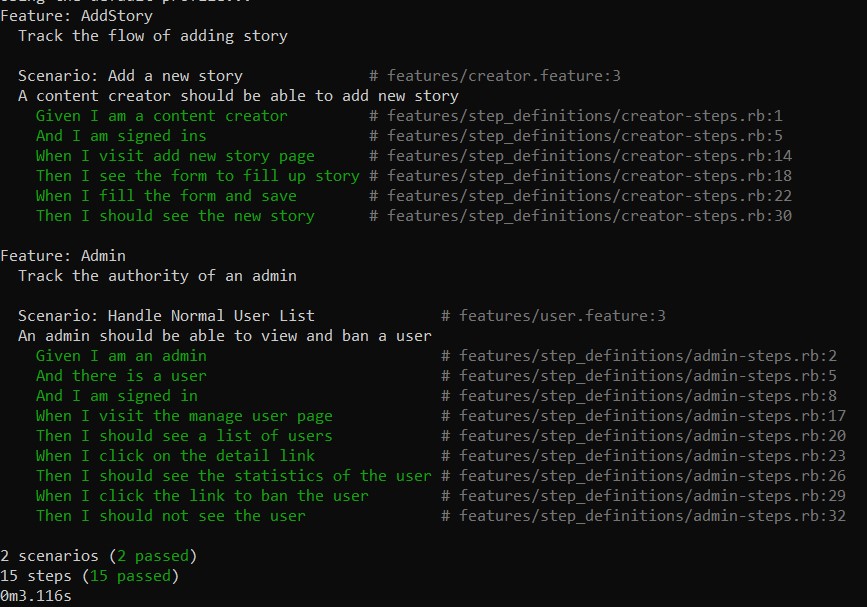 using the default profile...
Feature: AddStory
Track the flow of adding story
Scenario: Add a new story # features/creator.feature:3
A content creator should be able to add new story
Given I am a content creator # features/step_definitions/creator-steps.rb:1
And I am signed ins # features/step_definitions/creator-steps.rb:5
When I visit add new story page # features/step_definitions/creator-steps.rb:14
Then I see the form to fill up story # features/step_definitions/creator-steps.rb:18
When I fill the form and save # features/step_definitions/creator-steps.rb:22
Then I should see the new story # features/step_definitions/creator-steps.rb:30
Feature: Admin
Track the authority of an admin
Scenario: Handle Normal User List # features/user.feature:3
An admin should be able to view and ban a user
Given I am an admin # features/step_definitions/admin-steps.rb:2
And there is a user # features/step_definitions/admin-steps.rb:5
And I am signed in # features/step_definitions/admin-steps.rb:8
When I visit the manage user page # features/step_definitions/admin-steps.rb:17
Then I should see a list of users # features/step_definitions/admin-steps.rb:20
When I click on the detail link # features/step_definitions/admin-steps.rb:23
Then I should see the statistics of the user # features/step_definitions/admin-steps.rb:26
When I click the link to ban the user # features/step_definitions/admin-steps.rb:29
Then I should not see the user # features/step_definitions/admin-steps.rb:32
2 scenarios (2 passed)
15 steps (15 passed)
0m3.116s